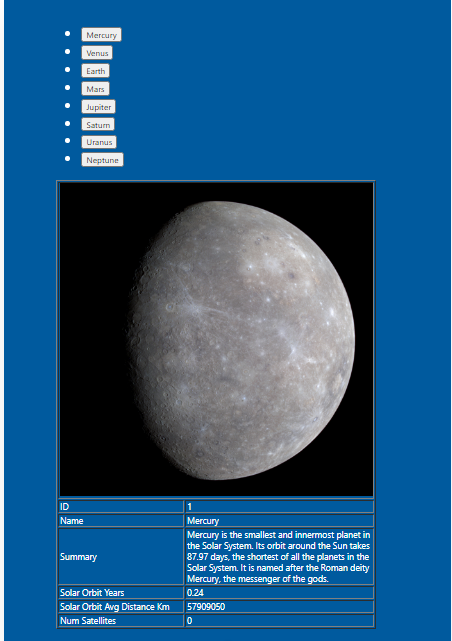 Mercury
Venus
Earth
Mars
Jupiter
Saturn
Uranus
Neptune
ID 1
Name Mercury
Summary Mercury is the smallest and innermost planet in
the Solar System. Its orbit around the Sun takes
87.97 days, the shortest of all the planets in the
Solar System. It is named after the Roman deity
Mercury, the messenger of the gods.
Solar Orbit Years 0.24
Solar Orbit Avg Distance Km 57909050
Num Satellites 0